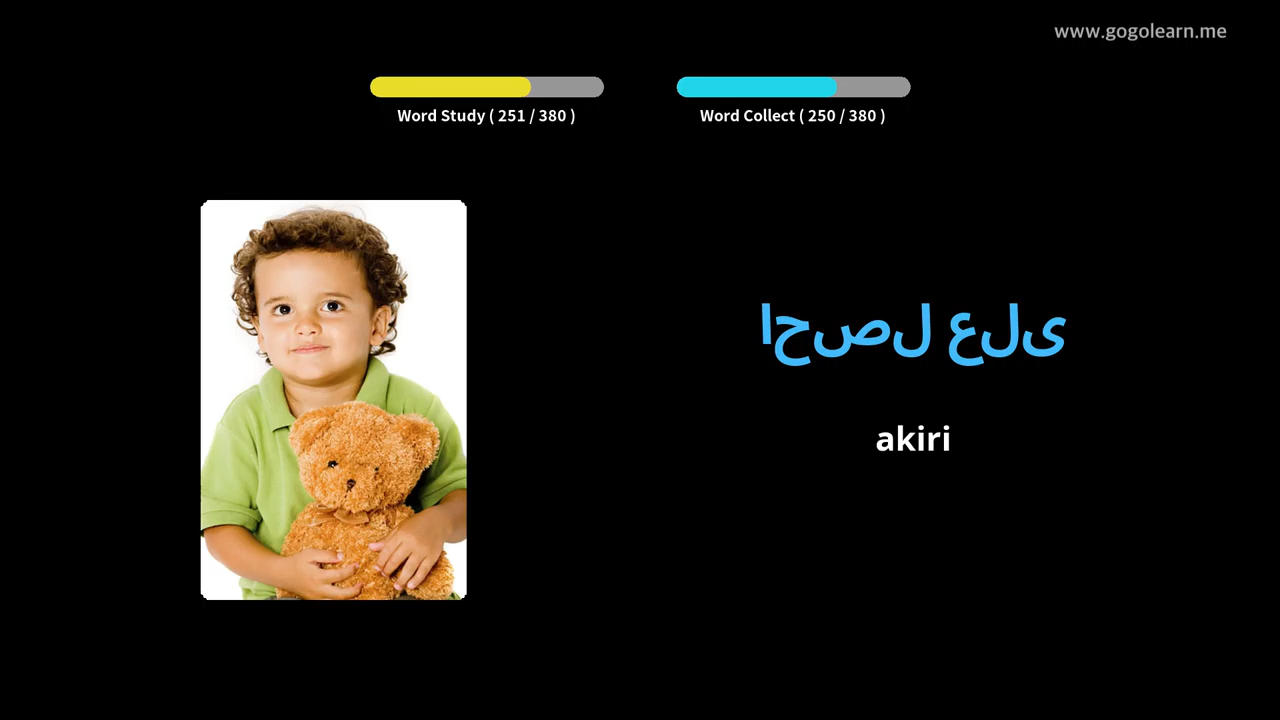 www.gogolearn.me
Word Study ( 251 / 380 )
Word Collect ( 250 / 380 )
احصل على
akiri